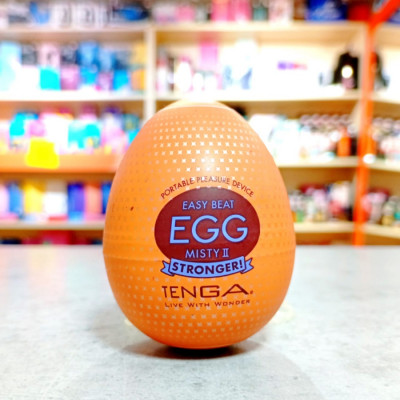 PORTABLE PLEASURE DEVICE
EASY BEAT
EGG
MISTY II
STRONGER!
TENGA®
LIVE WITH WONDER